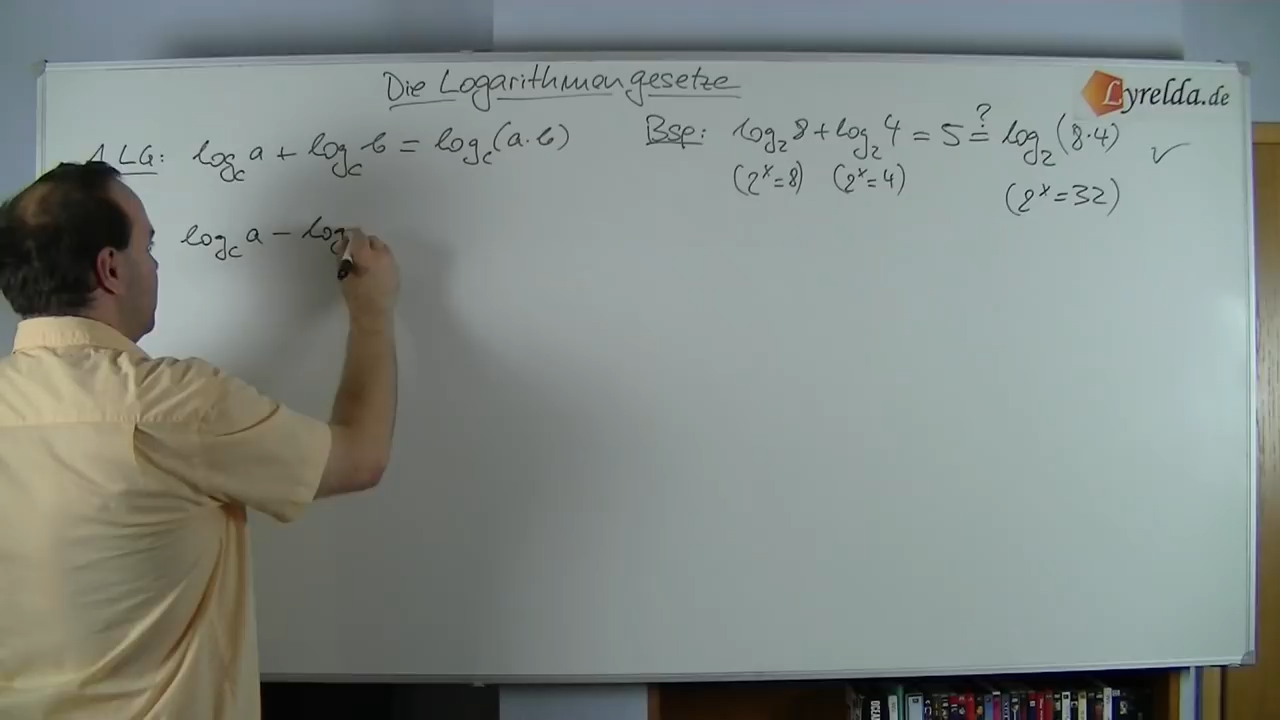 Die Logarithmengesetze
Lyrelda.de
1. LG: log_c a + log_c b = log_c (a · b)
Bsp: log_2 8 + log_2 4 = 5 ?= log_2 (8·4) ✓
(2^x=8) (2^x=4) (2^x=32)
log_c a − log_c